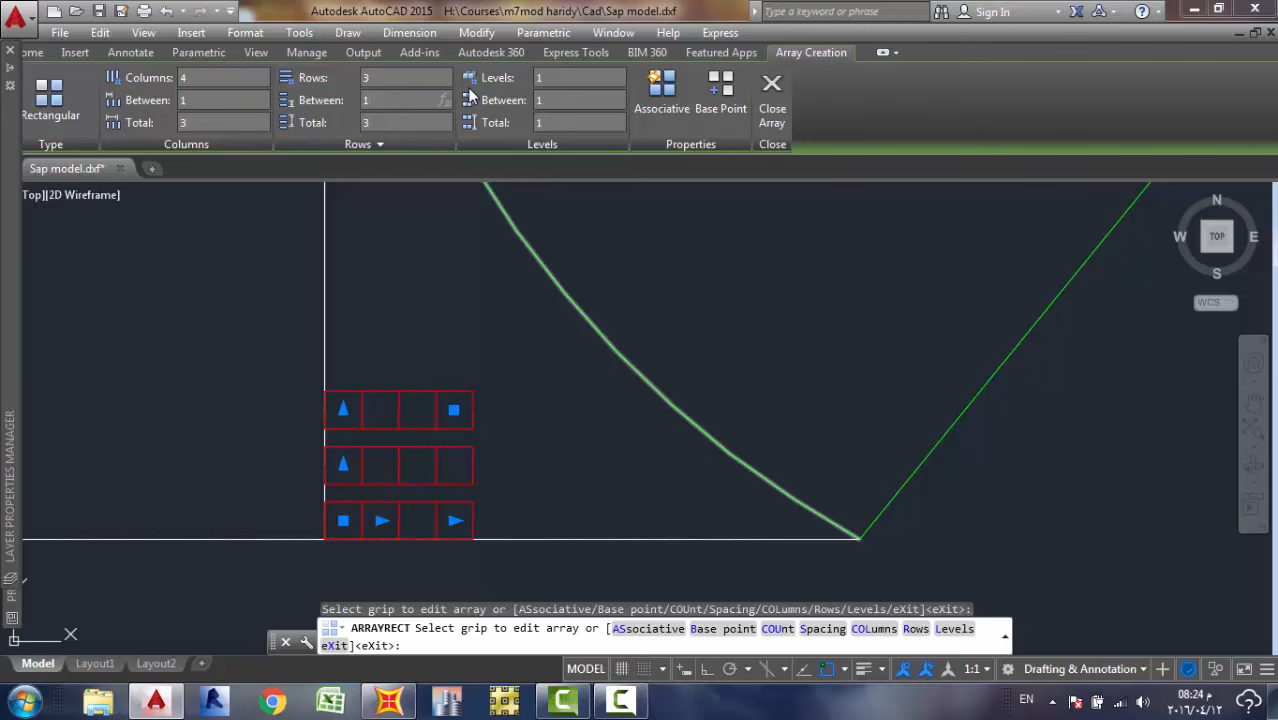 Autodesk AutoCAD 2015 H:\Courses\m7mod haridy\Cad\Sap model.dxf Type a keyword or phrase Sign In
File Edit View Insert Format Tools Draw Dimension Modify Parametric Window Help Express
ome Insert Annotate Parametric View Manage Output Add-ins Autodesk 360 Express Tools BIM 360 Featured Apps Array Creation
Columns: 4 Rows: 3 Levels: 1
Between: 1 Between: 1 Between: 1
Total: 3 Total: 3 Total: 1
Rectangular Associative Base Point Close
Array
Type Columns Rows Levels Properties Close
Sap model.dxf*
Top][2D Wireframe]
N
W TOP E
S
WCS
LAYER PROPERTIES MANAGER
PR
X
Select grip to edit array or [ASsociative/Base point/COUnt/Spacing/COLumns/Rows/Levels/eXit]<eXit>:
ARRAYRECT Select grip to edit array or [ASsociative Base point COUnt Spacing COLumns Rows Levels
eXit]<eXit>:
Model Layout1 Layout2 + MODEL 1:1 Drafting & Annotation
EN 08:24 م
٢٠١٦/٠٤/١٢